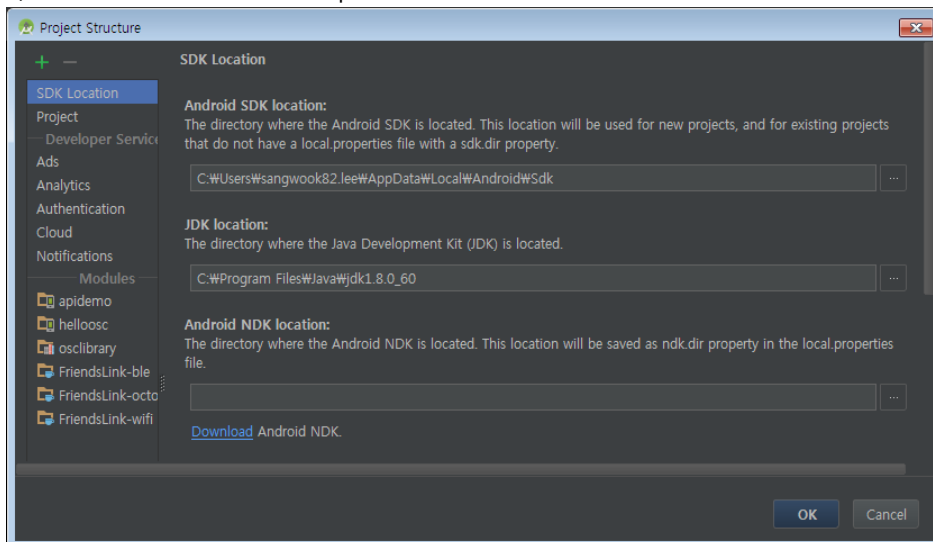 Project Structure
SDK Location
Project
Developer Service
Ads
Analytics
Authentication
Cloud
Notifications
Modules
apidemo
helloosc
osclibrary
FriendsLink-ble
FriendsLink-octo
FriendsLink-wifi
SDK Location
Android SDK location:
The directory where the Android SDK is located. This location will be used for new projects, and for existing projects
that do not have a local.properties file with a sdk.dir property.
C:₩Users₩sangwook82.lee₩AppData₩Local₩Android₩Sdk
...
JDK location:
The directory where the Java Development Kit (JDK) is located.
C:₩Program Files₩Java₩jdk1.8.0_60
...
Android NDK location:
The directory where the Android NDK is located. This location will be saved as ndk.dir property in the local.properties
file.
...
Download Android NDK.
OK
Cancel